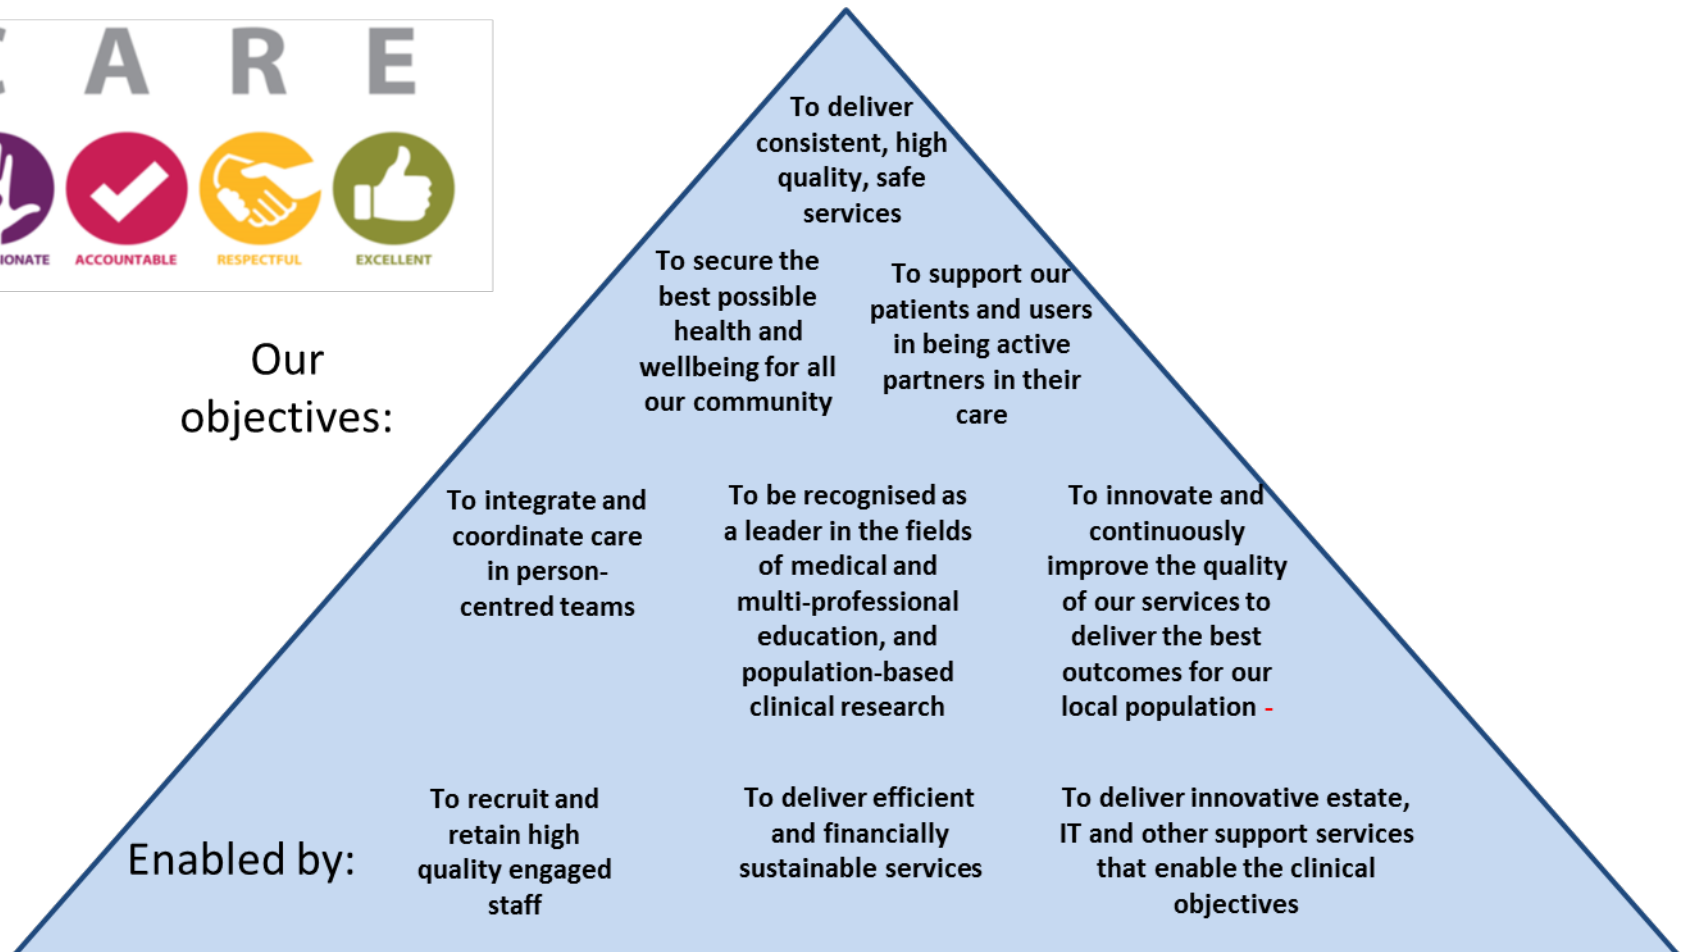 C A R E
IONATE ACCOUNTABLE RESPECTFUL EXCELLENT
Our
objectives:
To deliver
consistent, high
quality, safe
services
To secure the
best possible
health and
wellbeing for all
our community
To support our
patients and users
in being active
partners in their
care
To integrate and
coordinate care
in person-
centred teams
To be recognised as
a leader in the fields
of medical and
multi-professional
education, and
population-based
clinical research
To innovate and
continuously
improve the quality
of our services to
deliver the best
outcomes for our
local population -
Enabled by:
To recruit and
retain high
quality engaged
staff
To deliver efficient
and financially
sustainable services
To deliver innovative estate,
IT and other support services
that enable the clinical
objectives